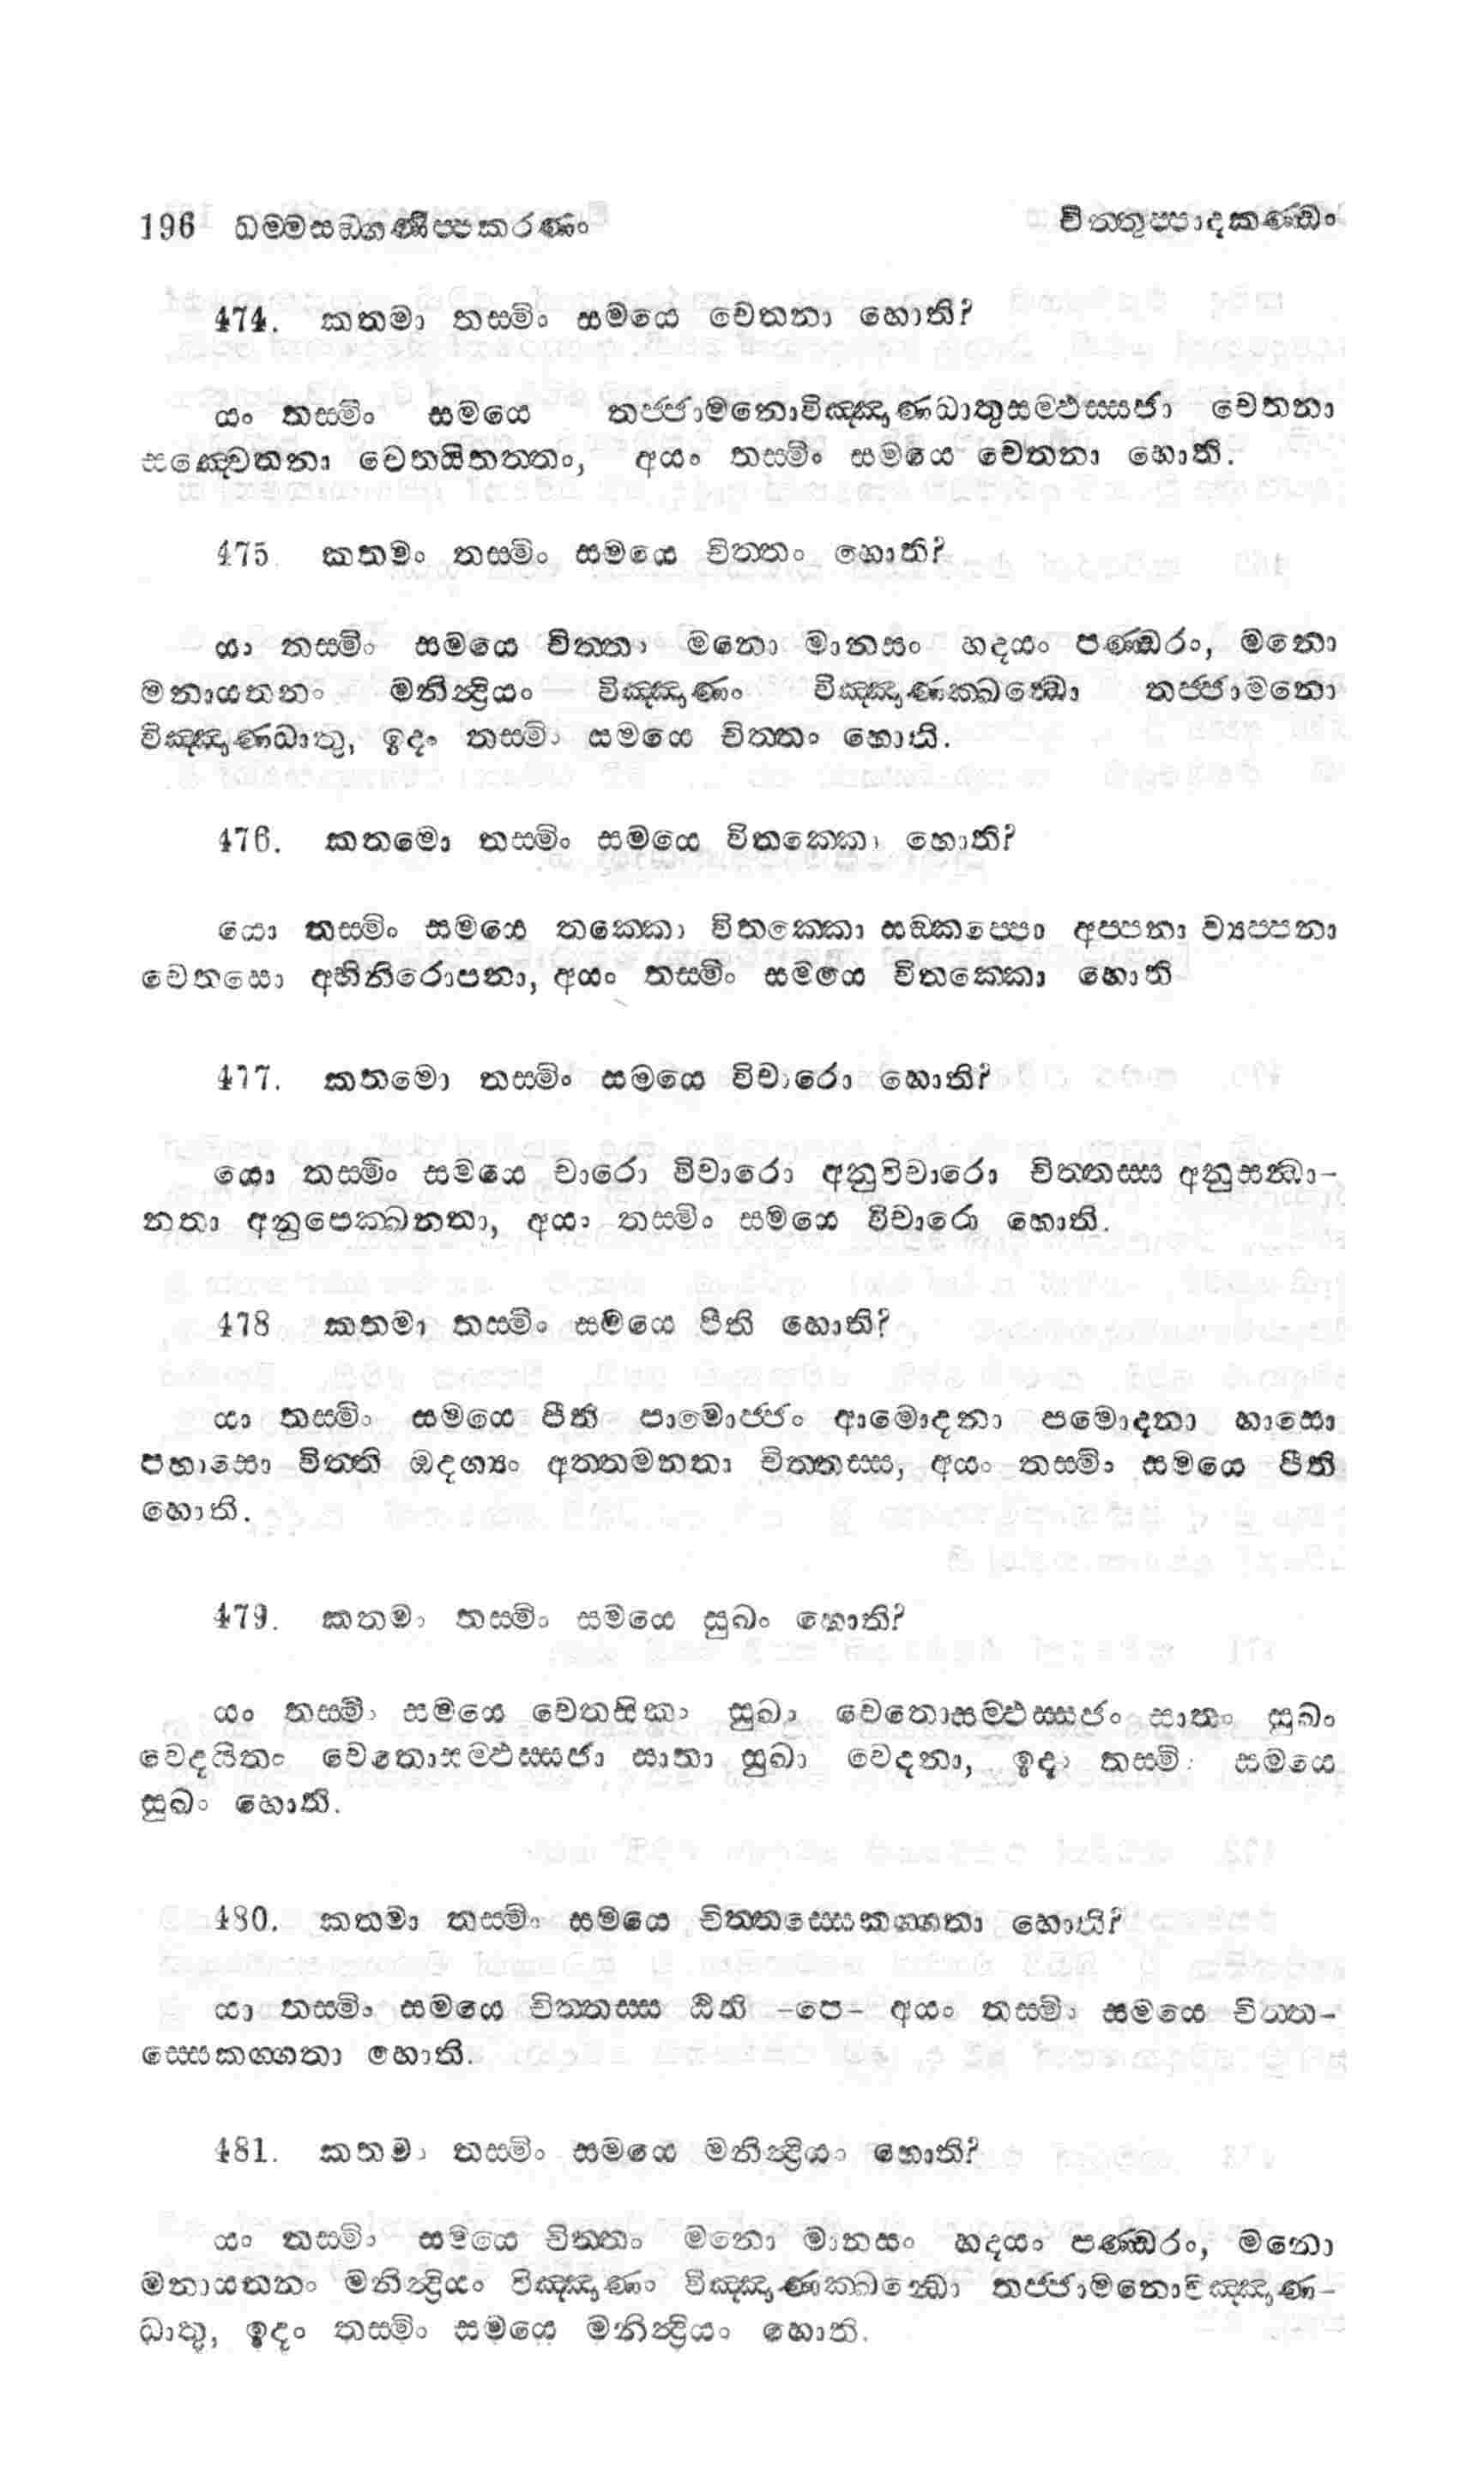 196 ධම්මසඞ්ගණිප්පකරණං චිත්තුප්පාදකණ්ඩං
474. කතමා තස්මිං සමයෙ චෙතනා හොති?
යං තස්මිං සමයෙ තජ්ජාමනොවිඤ්ඤාණධාතුසම්ඵස්සජා චෙතනා
සඤ්චෙතනා චෙතයිතත්තං, අයං තස්මිං සමයෙ චෙතනා හොති.
475. කතමං තස්මිං සමයෙ චිත්තං හොති?
යං තස්මිං සමයෙ චිත්තං මනො මානසං හදයං පණ්ඩරං, මනො
මනායතනං මනින්ද්‍රියං විඤ්ඤාණං විඤ්ඤාණක්ඛන්ධො තජ්ජාමනො
විඤ්ඤාණධාතු, ඉදං තස්මිං සමයෙ චිත්තං හොති.
476. කතමො තස්මිං සමයෙ විතක්කො හොති?
යො තස්මිං සමයෙ තක්කො විතක්කො සඞ්කප්පො අප්පනා ව්‍යප්පනා
චෙතසො අභිනිරොපනා, අයං තස්මිං සමයෙ විතක්කො හොති
477. කතමො තස්මිං සමයෙ විචාරො හොති?
යො තස්මිං සමයෙ චාරො විචාරො අනුවිචාරො චිත්තස්ස අනුසන්ධා-
නතා අනුපෙක්ඛනතා, අයං තස්මිං සමයෙ විචාරො හොති.
478 කතමා තස්මිං සමයෙ පීති හොති?
යා තස්මිං සමයෙ පීති පාමොජ්ජං ආමොදනා පමොදනා හාසො
පහාසො විත්ති ඔදග්‍යං අත්තමනතා චිත්තස්ස, අයං තස්මිං සමයෙ පීති
හොති.
479. කතමං තස්මිං සමයෙ සුඛං හොති?
යං තස්මිං සමයෙ චෙතසිකං සුඛං චෙතොසම්ඵස්සජං සාතං සුඛං
වෙදයිතං චෙතොසම්ඵස්සජා සාතා සුඛා වෙදනා, ඉදං තස්මිං සමයෙ
සුඛං හොති.
480. කතමා තස්මිං සමයෙ චිත්තස්සෙකග්ගතා හොති?
යා තස්මිං සමයෙ චිත්තස්ස ඨිති -පෙ- අයං තස්මිං සමයෙ චිත්ත-
ස්සෙකග්ගතා හොති.
481. කතමං තස්මිං සමයෙ මනින්ද්‍රියං හොති?
යං තස්මිං සමයෙ චිත්තං මනො මානසං හදයං පණ්ඩරං, මනො
මනායතනං මනින්ද්‍රියං විඤ්ඤාණං විඤ්ඤාණක්ඛන්ධො තජ්ජාමනොවිඤ්ඤාණ-
ධාතු, ඉදං තස්මිං සමයෙ මනින්ද්‍රියං හොති.